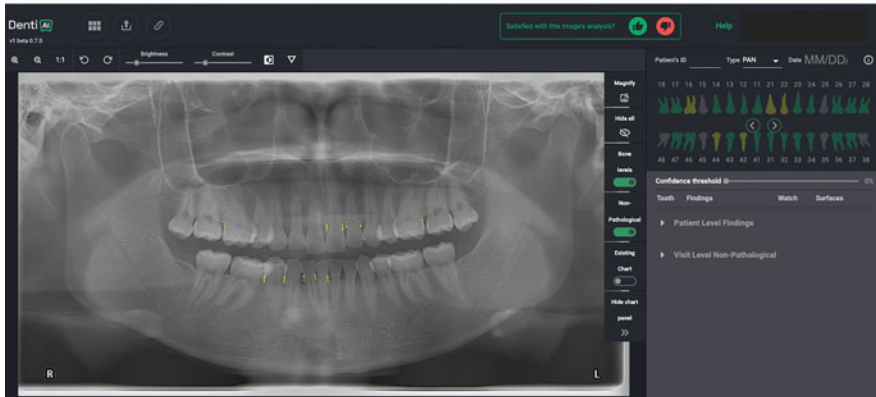 Denti AI
v1 beta 0.7.0
Satisfied with this image's analysis?
Help
1:1
Brightness
Contrast
Patient's ID
Type PAN
Date MM/DD/
18 17 16 15 14 13 12 11 21 22 23 24 25 26 27 28
48 47 46 45 44 43 42 41 31 32 33 34 35 36 37 38
Confidence threshold 0%
Tooth Findings Watch Surfaces
Patient Level Findings
Visit Level Non-Pathological
Magnify
Hide all
Bone
levels
Non-
Pathological
Existing
Chart
Hide chart
panel
R
L